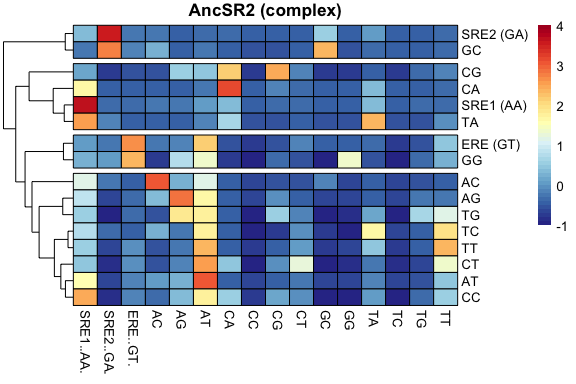 AncSR2 (complex)
SRE2 (GA)
GC
CG
CA
SRE1 (AA)
TA
ERE (GT)
GG
AC
AG
TG
TC
TT
CT
AT
CC
4
3
2
1
0
-1
SRE1..AA.
SRE2..GA.
ERE..GT.
AC
AG
AT
CA
CC
CG
CT
GC
GG
TA
TC
TG
TT